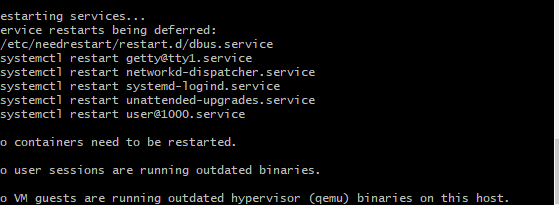 estarting services...
ervice restarts being deferred:
/etc/needrestart/restart.d/dbus.service
systemctl restart getty@tty1.service
systemctl restart networkd-dispatcher.service
systemctl restart systemd-logind.service
systemctl restart unattended-upgrades.service
systemctl restart user@1000.service
o containers need to be restarted.
o user sessions are running outdated binaries.
o VM guests are running outdated hypervisor (qemu) binaries on this host.